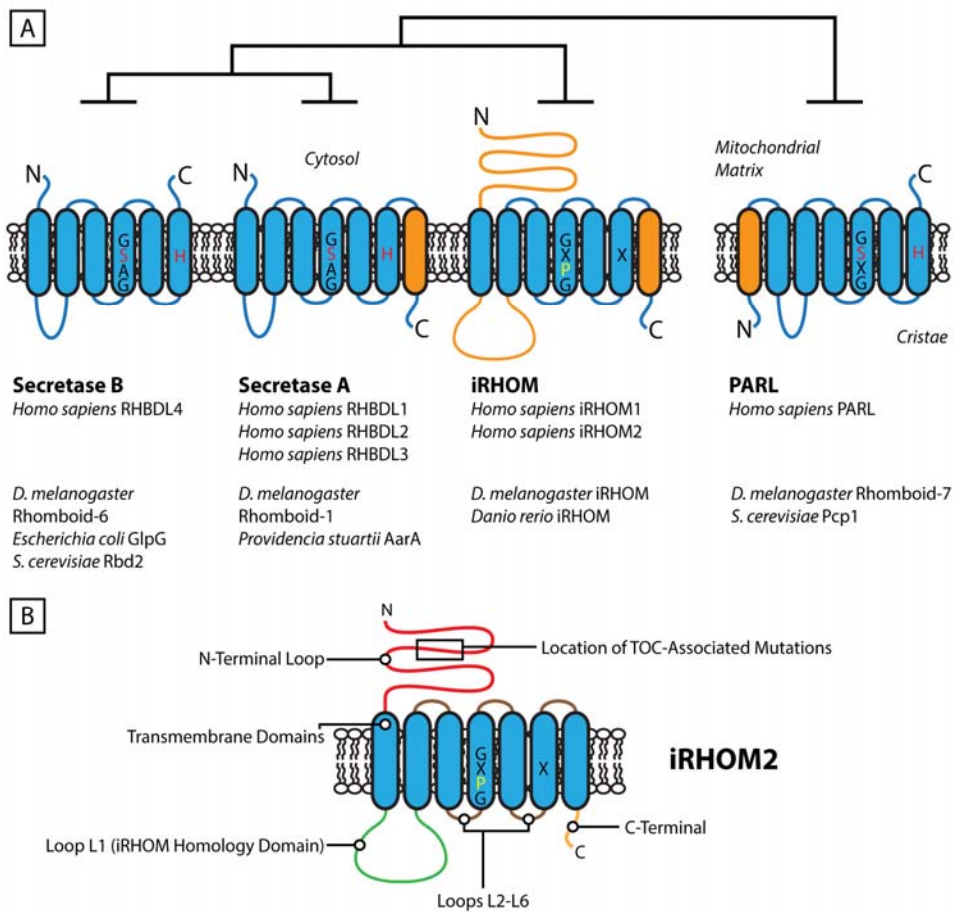 A
N
Cytosol
Mitochondrial
Matrix
N
C
N
C
G
S
A
G
H
G
S
A
G
H
G
X
P
G
X
G
S
X
G
H
C
C
N
Cristae
Secretase B
Homo sapiens RHBDL4
D. melanogaster
Rhomboid-6
Escherichia coli GlpG
S. cerevisiae Rbd2
Secretase A
Homo sapiens RHBDL1
Homo sapiens RHBDL2
Homo sapiens RHBDL3
D. melanogaster
Rhomboid-1
Providencia stuartii AarA
iRHOM
Homo sapiens iRHOM1
Homo sapiens iRHOM2
D. melanogaster iRHOM
Danio rerio iRHOM
PARL
Homo sapiens PARL
D. melanogaster Rhomboid-7
S. cerevisiae Pcp1
B
N
N-Terminal Loop
Location of TOC-Associated Mutations
Transmembrane Domains
G
X
P
G
X
iRHOM2
Loop L1 (iRHOM Homology Domain)
C-Terminal
C
Loops L2-L6